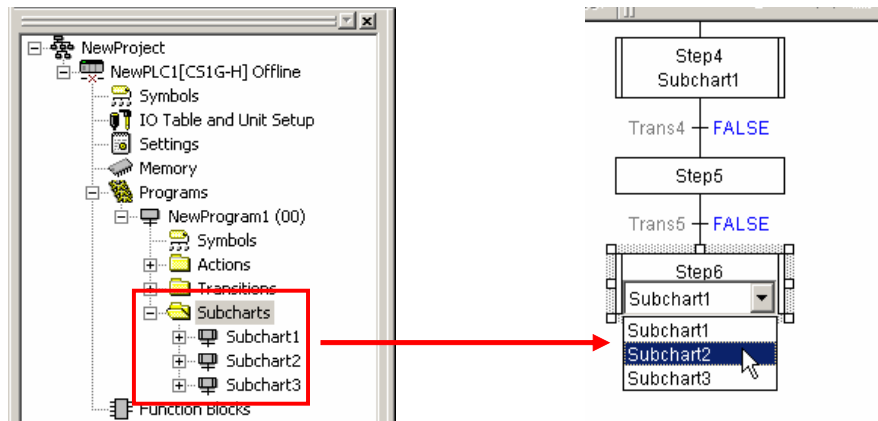 NewProject
NewPLC1[CS1G-H] Offline
Symbols
IO Table and Unit Setup
Settings
Memory
Programs
NewProgram1 (00)
Symbols
Actions
Transitions
Subcharts
Subchart1
Subchart2
Subchart3
Function Blocks
Step4
Subchart1
Trans4 FALSE
Step5
Trans5 FALSE
Step6
Subchart1
Subchart1
Subchart2
Subchart3